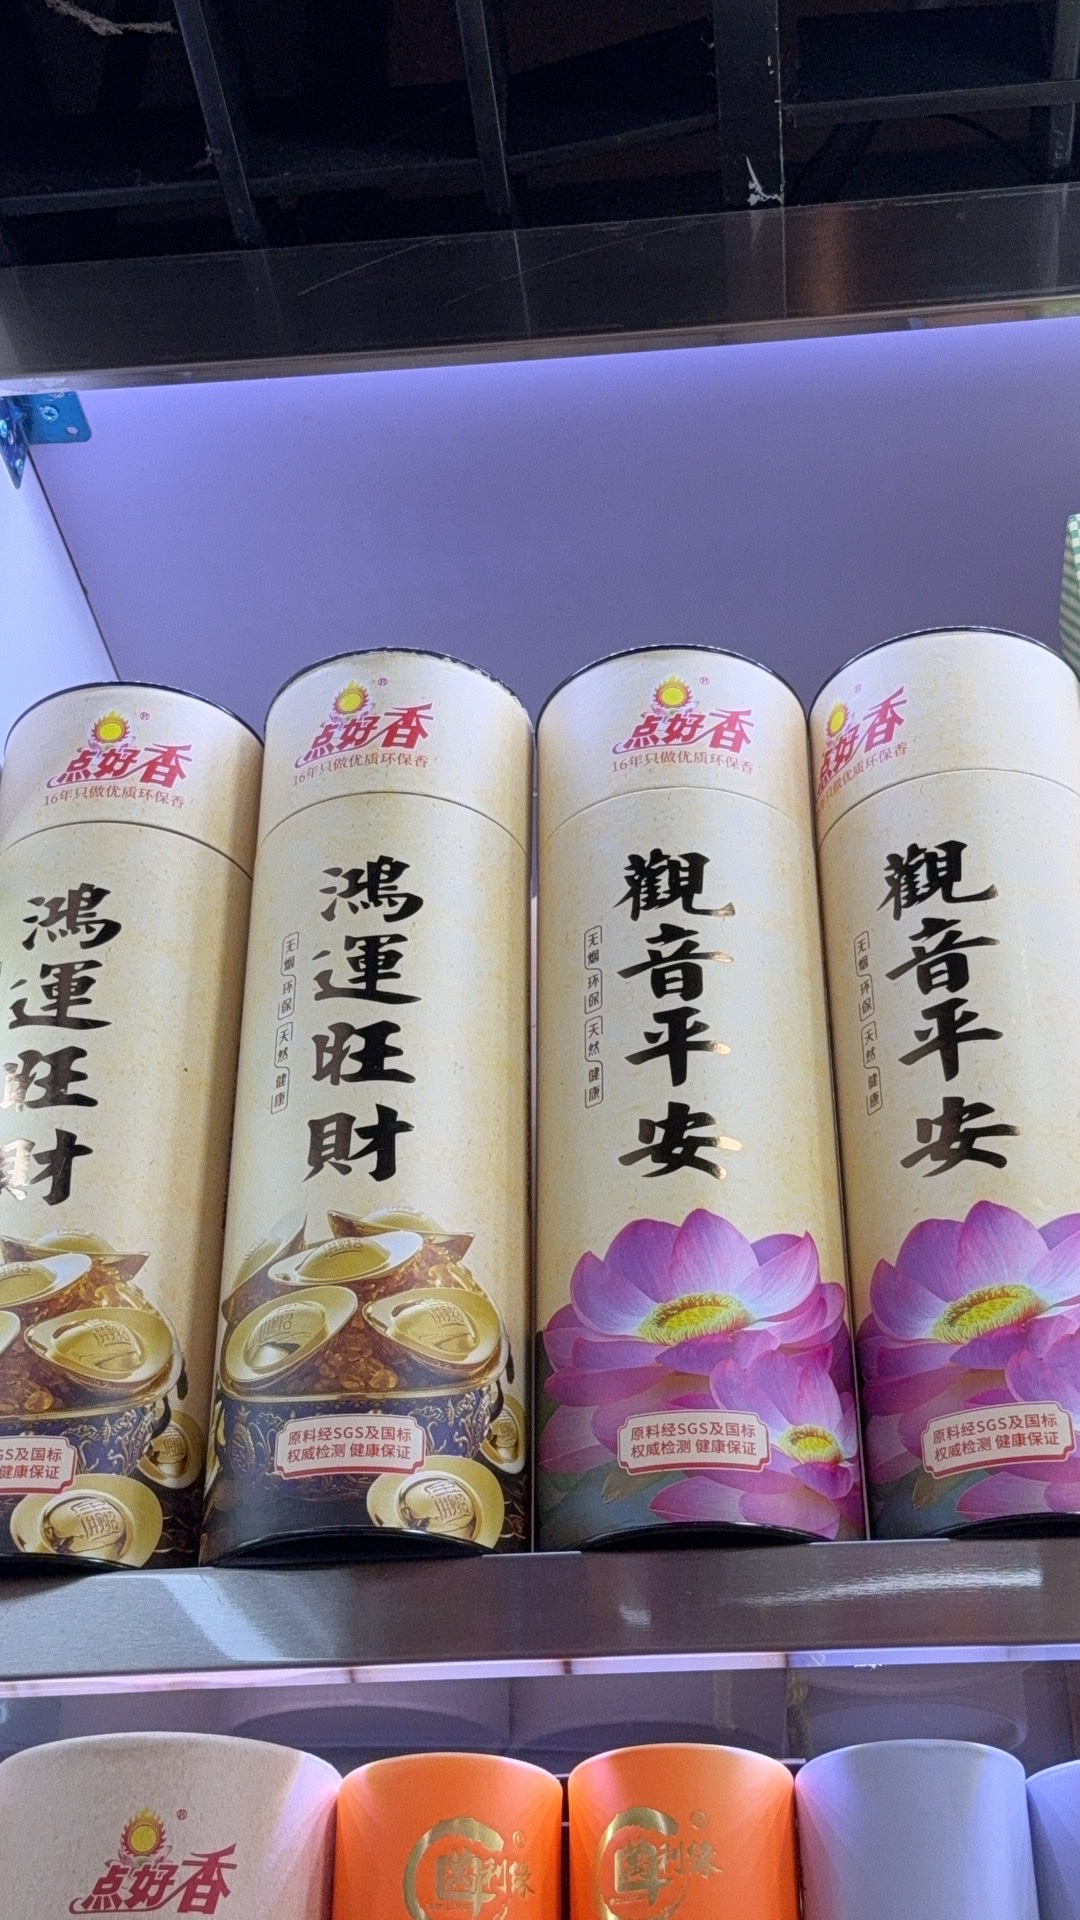 点好香®
16年只做优质环保香
鴻運旺財
GS及国标
健康保证
点好香®
16年只做优质环保香
鴻運旺財
无烟 环保 天然 健康
原料经SGS及国标
权威检测 健康保证
点好香®
16年只做优质环保香
觀音平安
无烟 环保 天然 健康
原料经SGS及国标
权威检测 健康保证
点好香®
年只做优质环保香
觀音平安
无烟 环保 天然 健康
原料经SGS及国标
权威检测 健康保证
点好香®
利缘
利缘